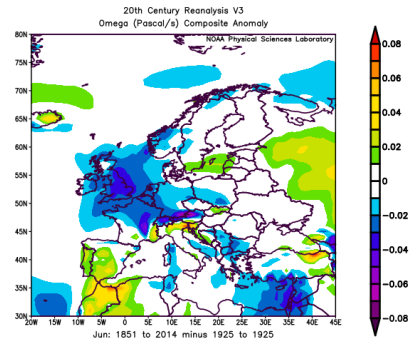 20th Century Reanalysis V3
Omega (Pascal/s) Composite Anomaly
NOAA Physical Sciences Laboratory
80N
75N
70N
65N
60N
55N
50N
45N
40N
35N
30N
20W 15W 10W 5W 0 5E 10E 15E 20E 25E 30E 35E 40E 45E
Jun: 1851 to 2014 minus 1925 to 1925
0.08
0.06
0.04
0.02
0
-0.02
-0.04
-0.06
-0.08